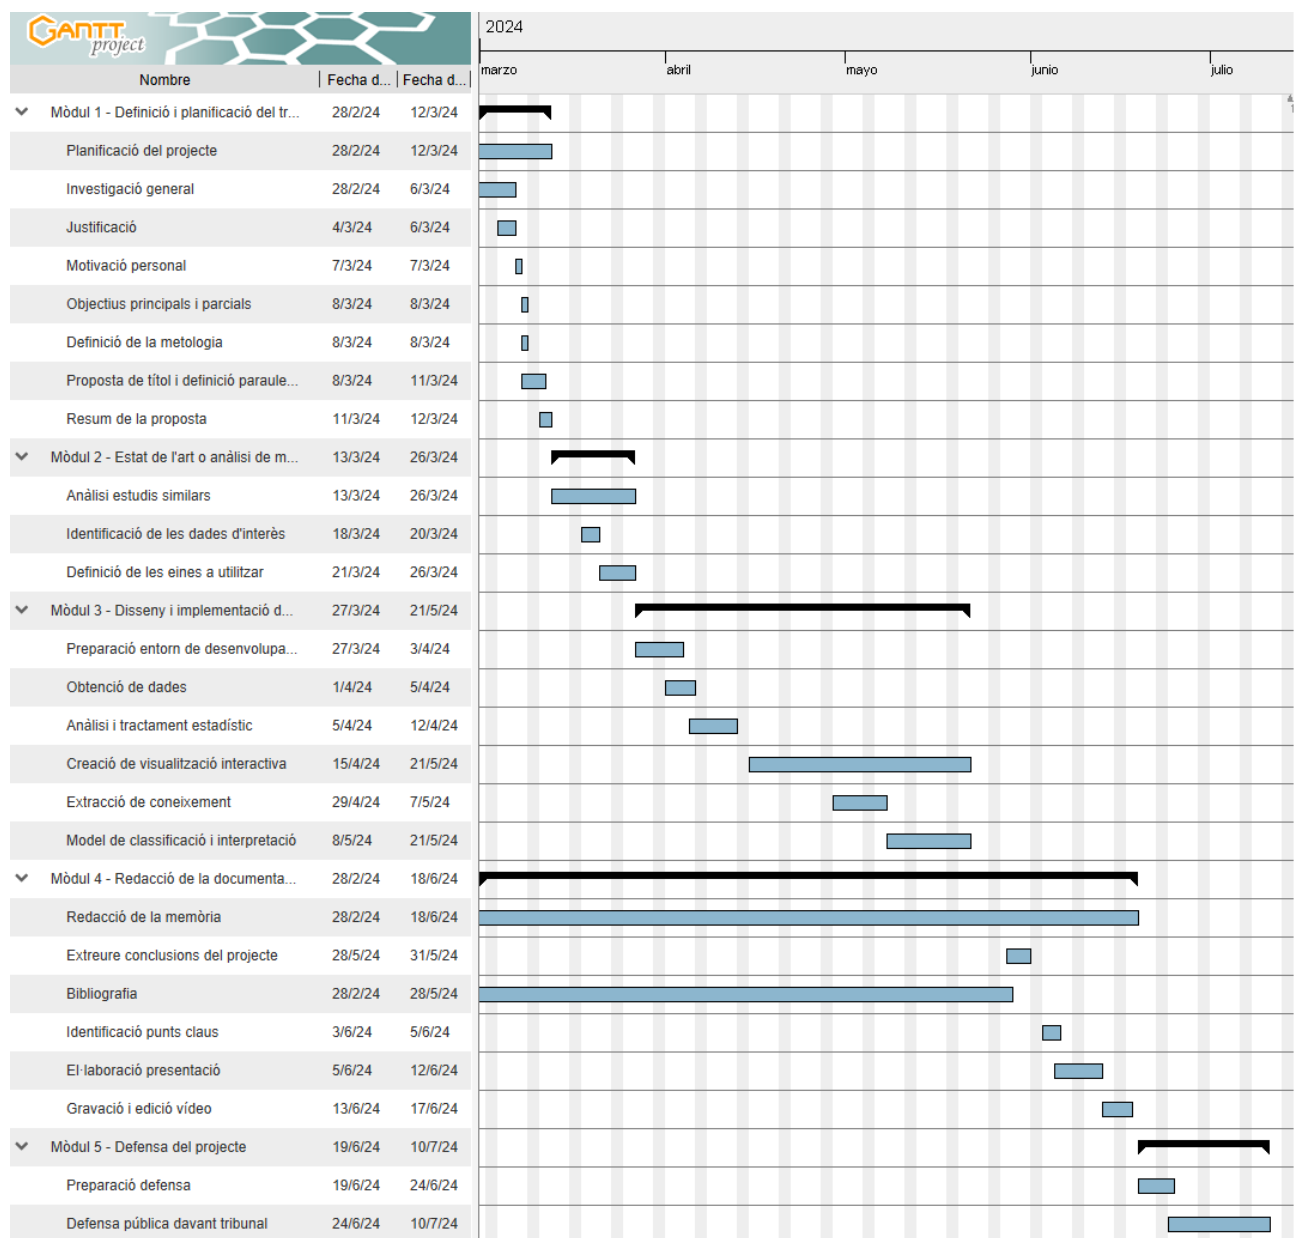 GANTT
project
2024
marzo abril mayo junio julio
Nombre Fecha d... Fecha d...
Mòdul 1 - Definició i planificació del tr... 28/2/24 12/3/24
Planificació del projecte 28/2/24 12/3/24
Investigació general 28/2/24 6/3/24
Justificació 4/3/24 6/3/24
Motivació personal 7/3/24 7/3/24
Objectius principals i parcials 8/3/24 8/3/24
Definició de la metologia 8/3/24 8/3/24
Proposta de títol i definició paraule... 8/3/24 11/3/24
Resum de la proposta 11/3/24 12/3/24
Mòdul 2 - Estat de l'art o anàlisi de m... 13/3/24 26/3/24
Anàlisi estudis similars 13/3/24 26/3/24
Identificació de les dades d'interès 18/3/24 20/3/24
Definició de les eines a utilitzar 21/3/24 26/3/24
Mòdul 3 - Disseny i implementació d... 27/3/24 21/5/24
Preparació entorn de desenvolupa... 27/3/24 3/4/24
Obtenció de dades 1/4/24 5/4/24
Anàlisi i tractament estadístic 5/4/24 12/4/24
Creació de visualització interactiva 15/4/24 21/5/24
Extracció de coneixement 29/4/24 7/5/24
Model de classificació i interpretació 8/5/24 21/5/24
Mòdul 4 - Redacció de la documenta... 28/2/24 18/6/24
Redacció de la memòria 28/2/24 18/6/24
Extreure conclusions del projecte 28/5/24 31/5/24
Bibliografia 28/2/24 28/5/24
Identificació punts claus 3/6/24 5/6/24
El·laboració presentació 5/6/24 12/6/24
Gravació i edició vídeo 13/6/24 17/6/24
Mòdul 5 - Defensa del projecte 19/6/24 10/7/24
Preparació defensa 19/6/24 24/6/24
Defensa pública davant tribunal 24/6/24 10/7/24